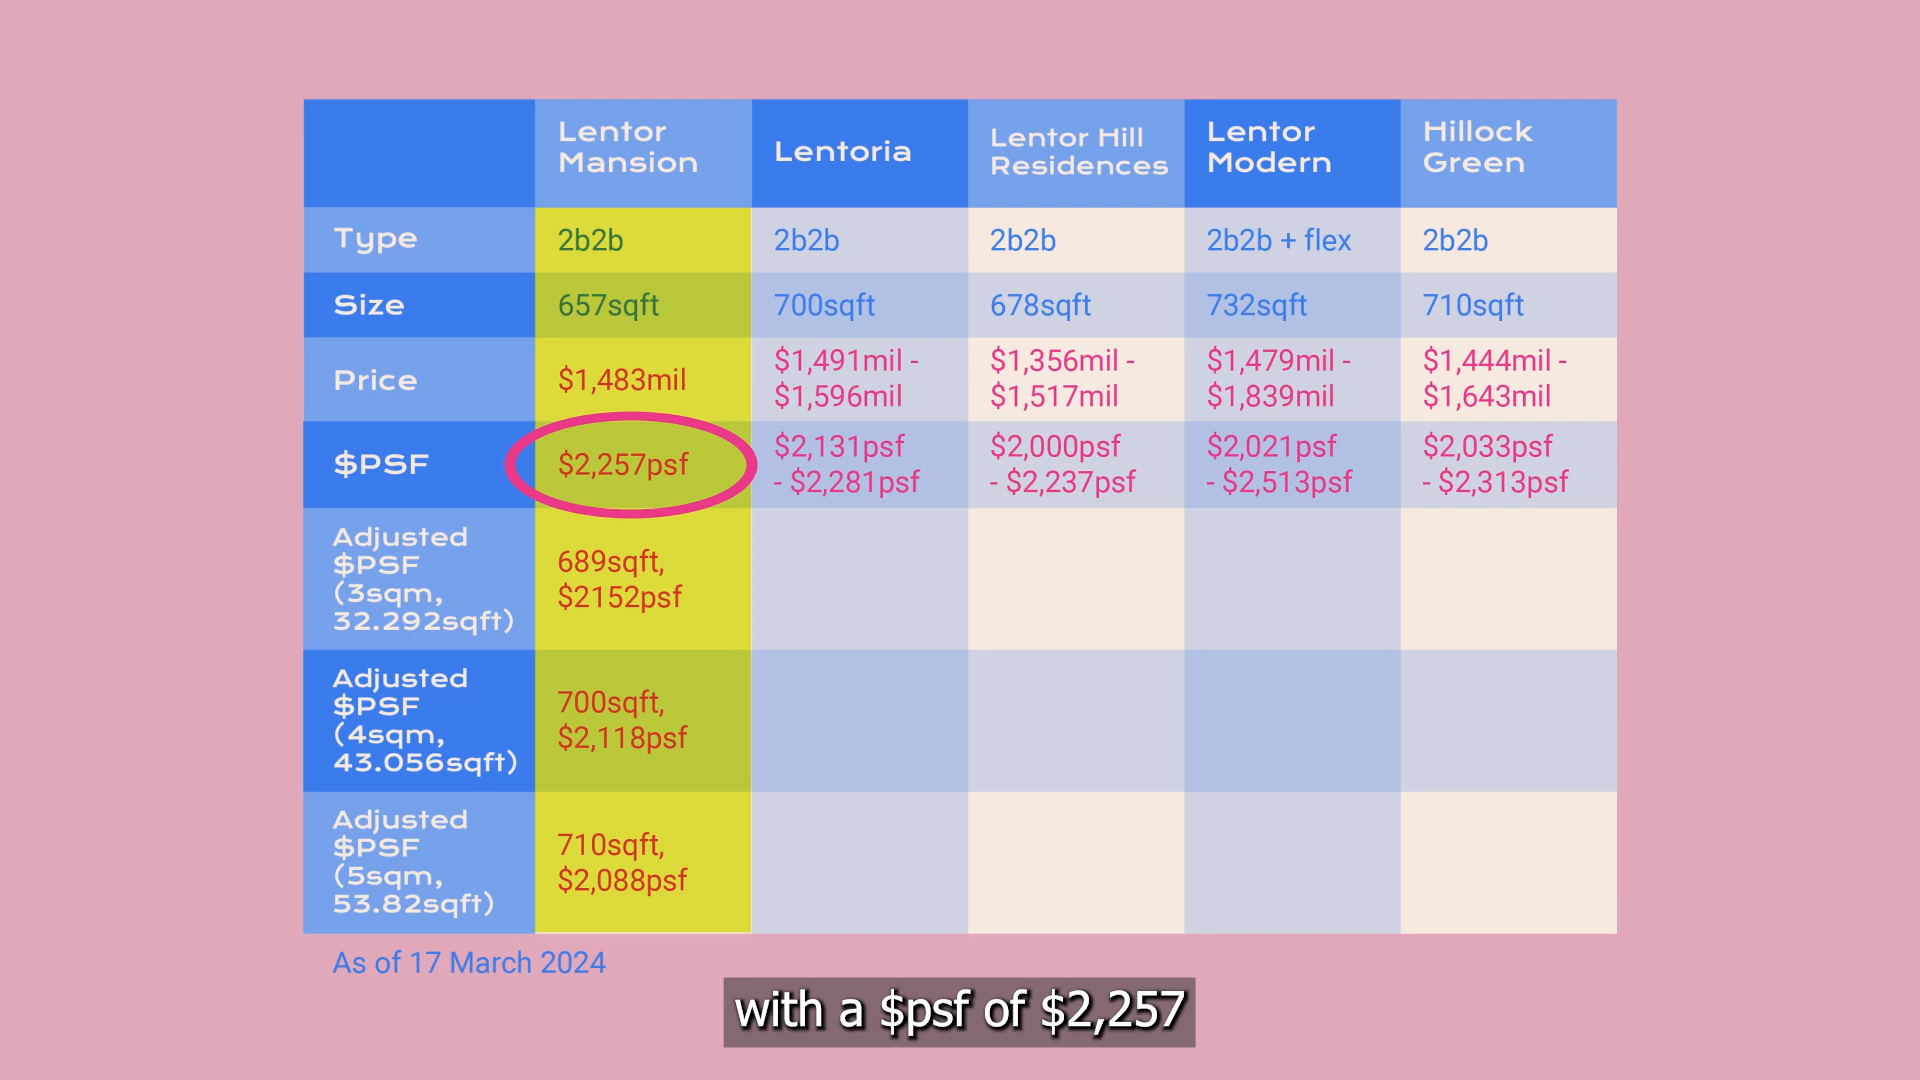 Lentor
Mansion
Lentoria
Lentor Hill
Residences
Lentor
Modern
Hillock
Green
Type
2b2b
2b2b
2b2b
2b2b + flex
2b2b
Size
657sqft
700sqft
678sqft
732sqft
710sqft
Price
$1,483mil
$1,491mil -
$1,596mil
$1,356mil -
$1,517mil
$1,479mil -
$1,839mil
$1,444mil -
$1,643mil
$PSF
$2,257psf
$2,131psf
- $2,281psf
$2,000psf
- $2,237psf
$2,021psf
- $2,513psf
$2,033psf
- $2,313psf
Adjusted
$PSF
(3sqm,
32.292sqft)
689sqft,
$2152psf
Adjusted
$PSF
(4sqm,
43.056sqft)
700sqft,
$2,118psf
Adjusted
$PSF
(5sqm,
53.82sqft)
710sqft,
$2,088psf
As of 17 March 2024
with a $psf of $2,257